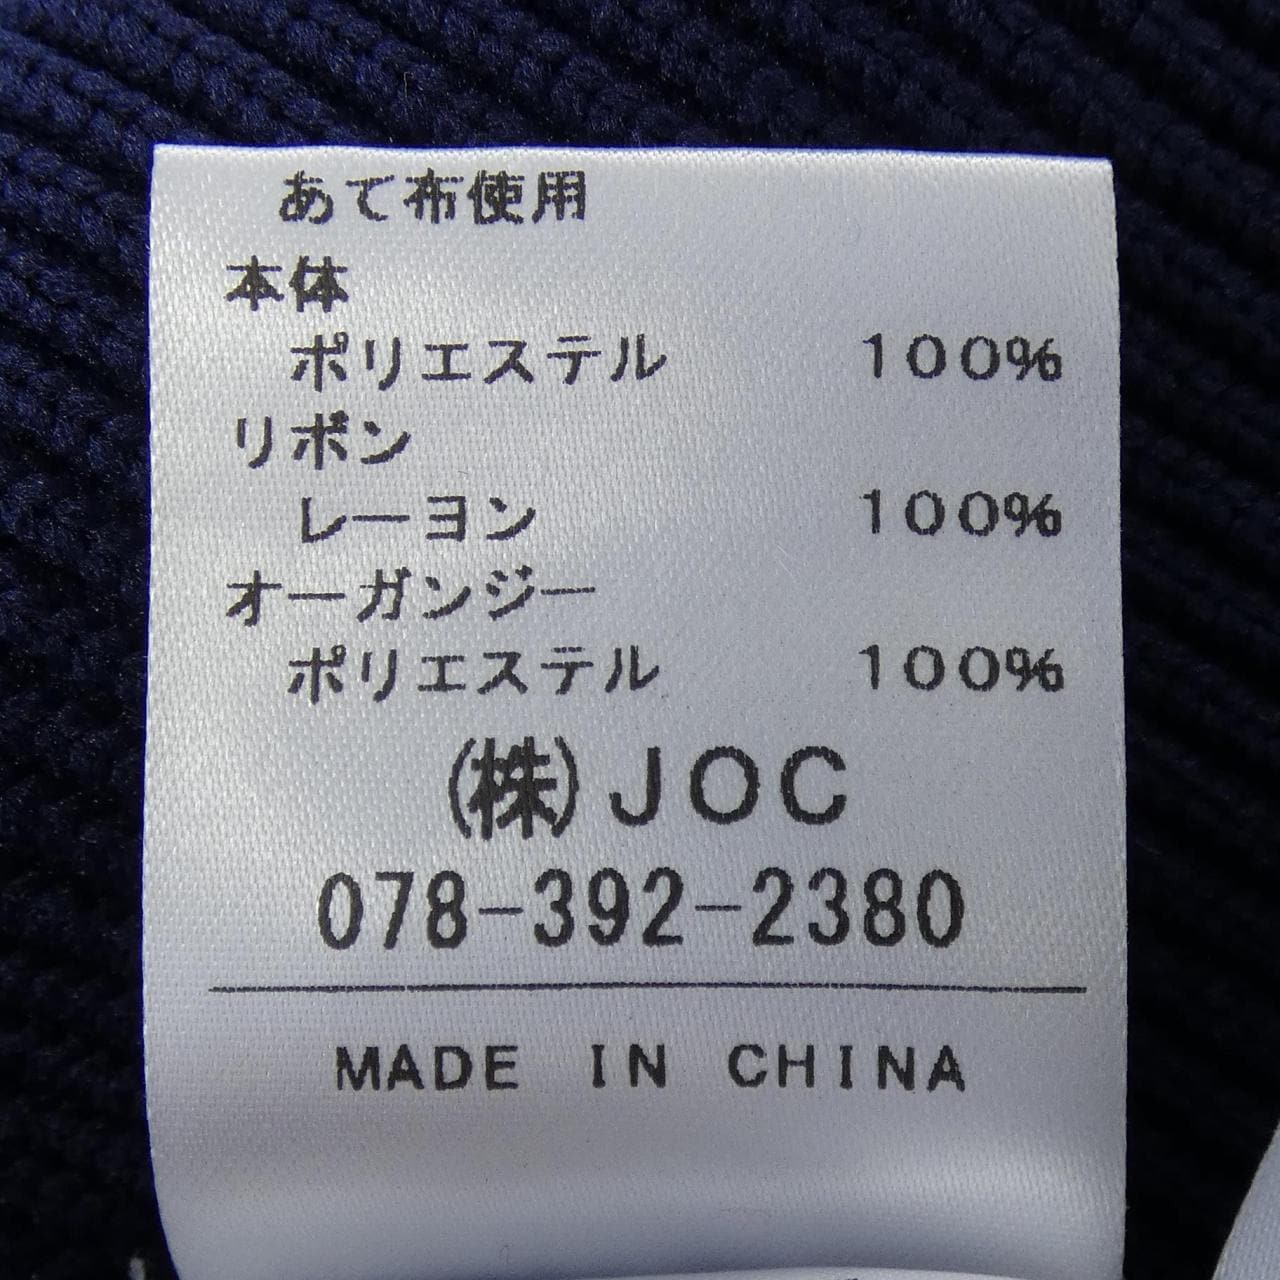 あて布使用
本体
ポリエステル 100%
リボン
レーヨン 100%
オーガンジー
ポリエステル 100%
(株)JOC
078-392-2380
MADE IN CHINA